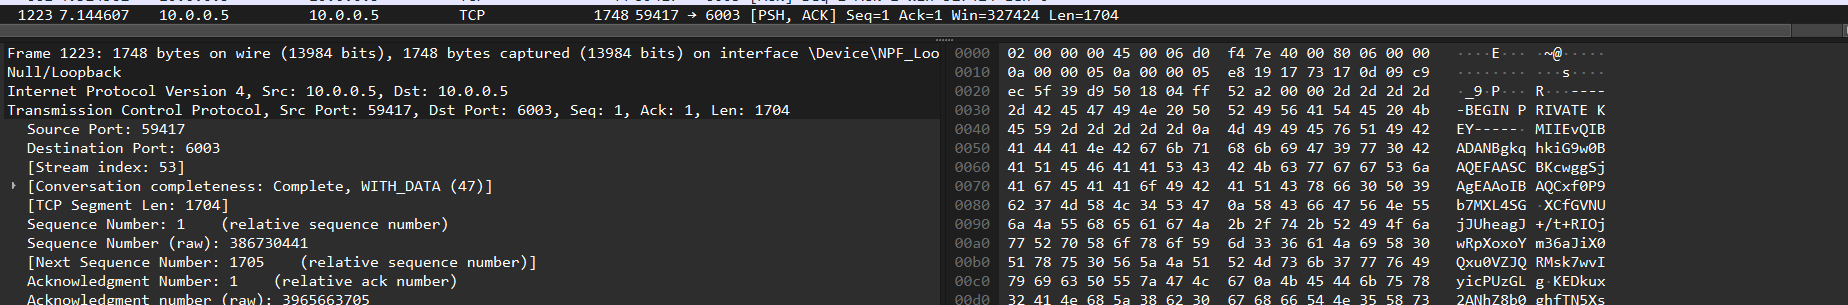 1223 7.144607 10.0.0.5 10.0.0.5 TCP 1748 59417 → 6003 [PSH, ACK] Seq=1 Ack=1 Win=327424 Len=1704
Frame 1223: 1748 bytes on wire (13984 bits), 1748 bytes captured (13984 bits) on interface \Device\NPF_Loo
Null/Loopback
Internet Protocol Version 4, Src: 10.0.0.5, Dst: 10.0.0.5
Transmission Control Protocol, Src Port: 59417, Dst Port: 6003, Seq: 1, Ack: 1, Len: 1704
Source Port: 59417
Destination Port: 6003
[Stream index: 53]
[Conversation completeness: Complete, WITH_DATA (47)]
[TCP Segment Len: 1704]
Sequence Number: 1 (relative sequence number)
Sequence Number (raw): 386730441
[Next Sequence Number: 1705 (relative sequence number)]
Acknowledgment Number: 1 (relative ack number)
Acknowledgment number (raw): 3965663705
0000 02 00 00 00 45 00 06 d0 f4 7e 40 00 80 06 00 00 ····E··· ·~@·····
0010 0a 00 00 05 0a 00 00 05 e8 19 17 73 17 0d 09 c9 ········ ···s····
0020 ec 5f 39 d9 50 18 04 ff 52 a2 00 00 2d 2d 2d 2d ·_9·P··· R···----
0030 2d 42 45 47 49 4e 20 50 52 49 56 41 54 45 20 4b -BEGIN P RIVATE K
0040 45 59 2d 2d 2d 2d 2d 0a 4d 49 49 45 76 51 49 42 EY-----· MIIEvQIB
0050 41 44 41 4e 42 67 6b 71 68 6b 69 47 39 77 30 42 ADANBgkq hkiG9w0B
0060 41 51 45 46 41 41 53 43 42 4b 63 77 67 67 53 6a AQEFAASC BKcwggSj
0070 41 67 45 41 41 6f 49 42 41 51 43 78 66 30 50 39 AgEAAoIB AQCxf0P9
0080 62 37 4d 58 4c 34 53 47 0a 58 43 66 47 56 4e 55 b7MXL4SG ·XCfGVNU
0090 6a 4a 55 68 65 61 67 4a 2b 2f 74 2b 52 49 4f 6a jJUheagJ +/t+RIOj
00a0 77 52 70 58 6f 78 6f 59 6d 33 36 61 4a 69 58 30 wRpXoxoY m36aJiX0
00b0 51 78 75 30 56 5a 4a 51 52 4d 73 6b 37 77 76 49 Qxu0VZJQ RMsk7wvI
00c0 79 69 63 50 55 7a 47 4c 67 0a 4b 45 44 6b 75 78 yicPUzGL g·KEDkux
00d0 32 41 4e 68 5a 38 62 30 67 68 66 54 4e 35 58 73 2ANhZ8b0 ghfTN5Xs